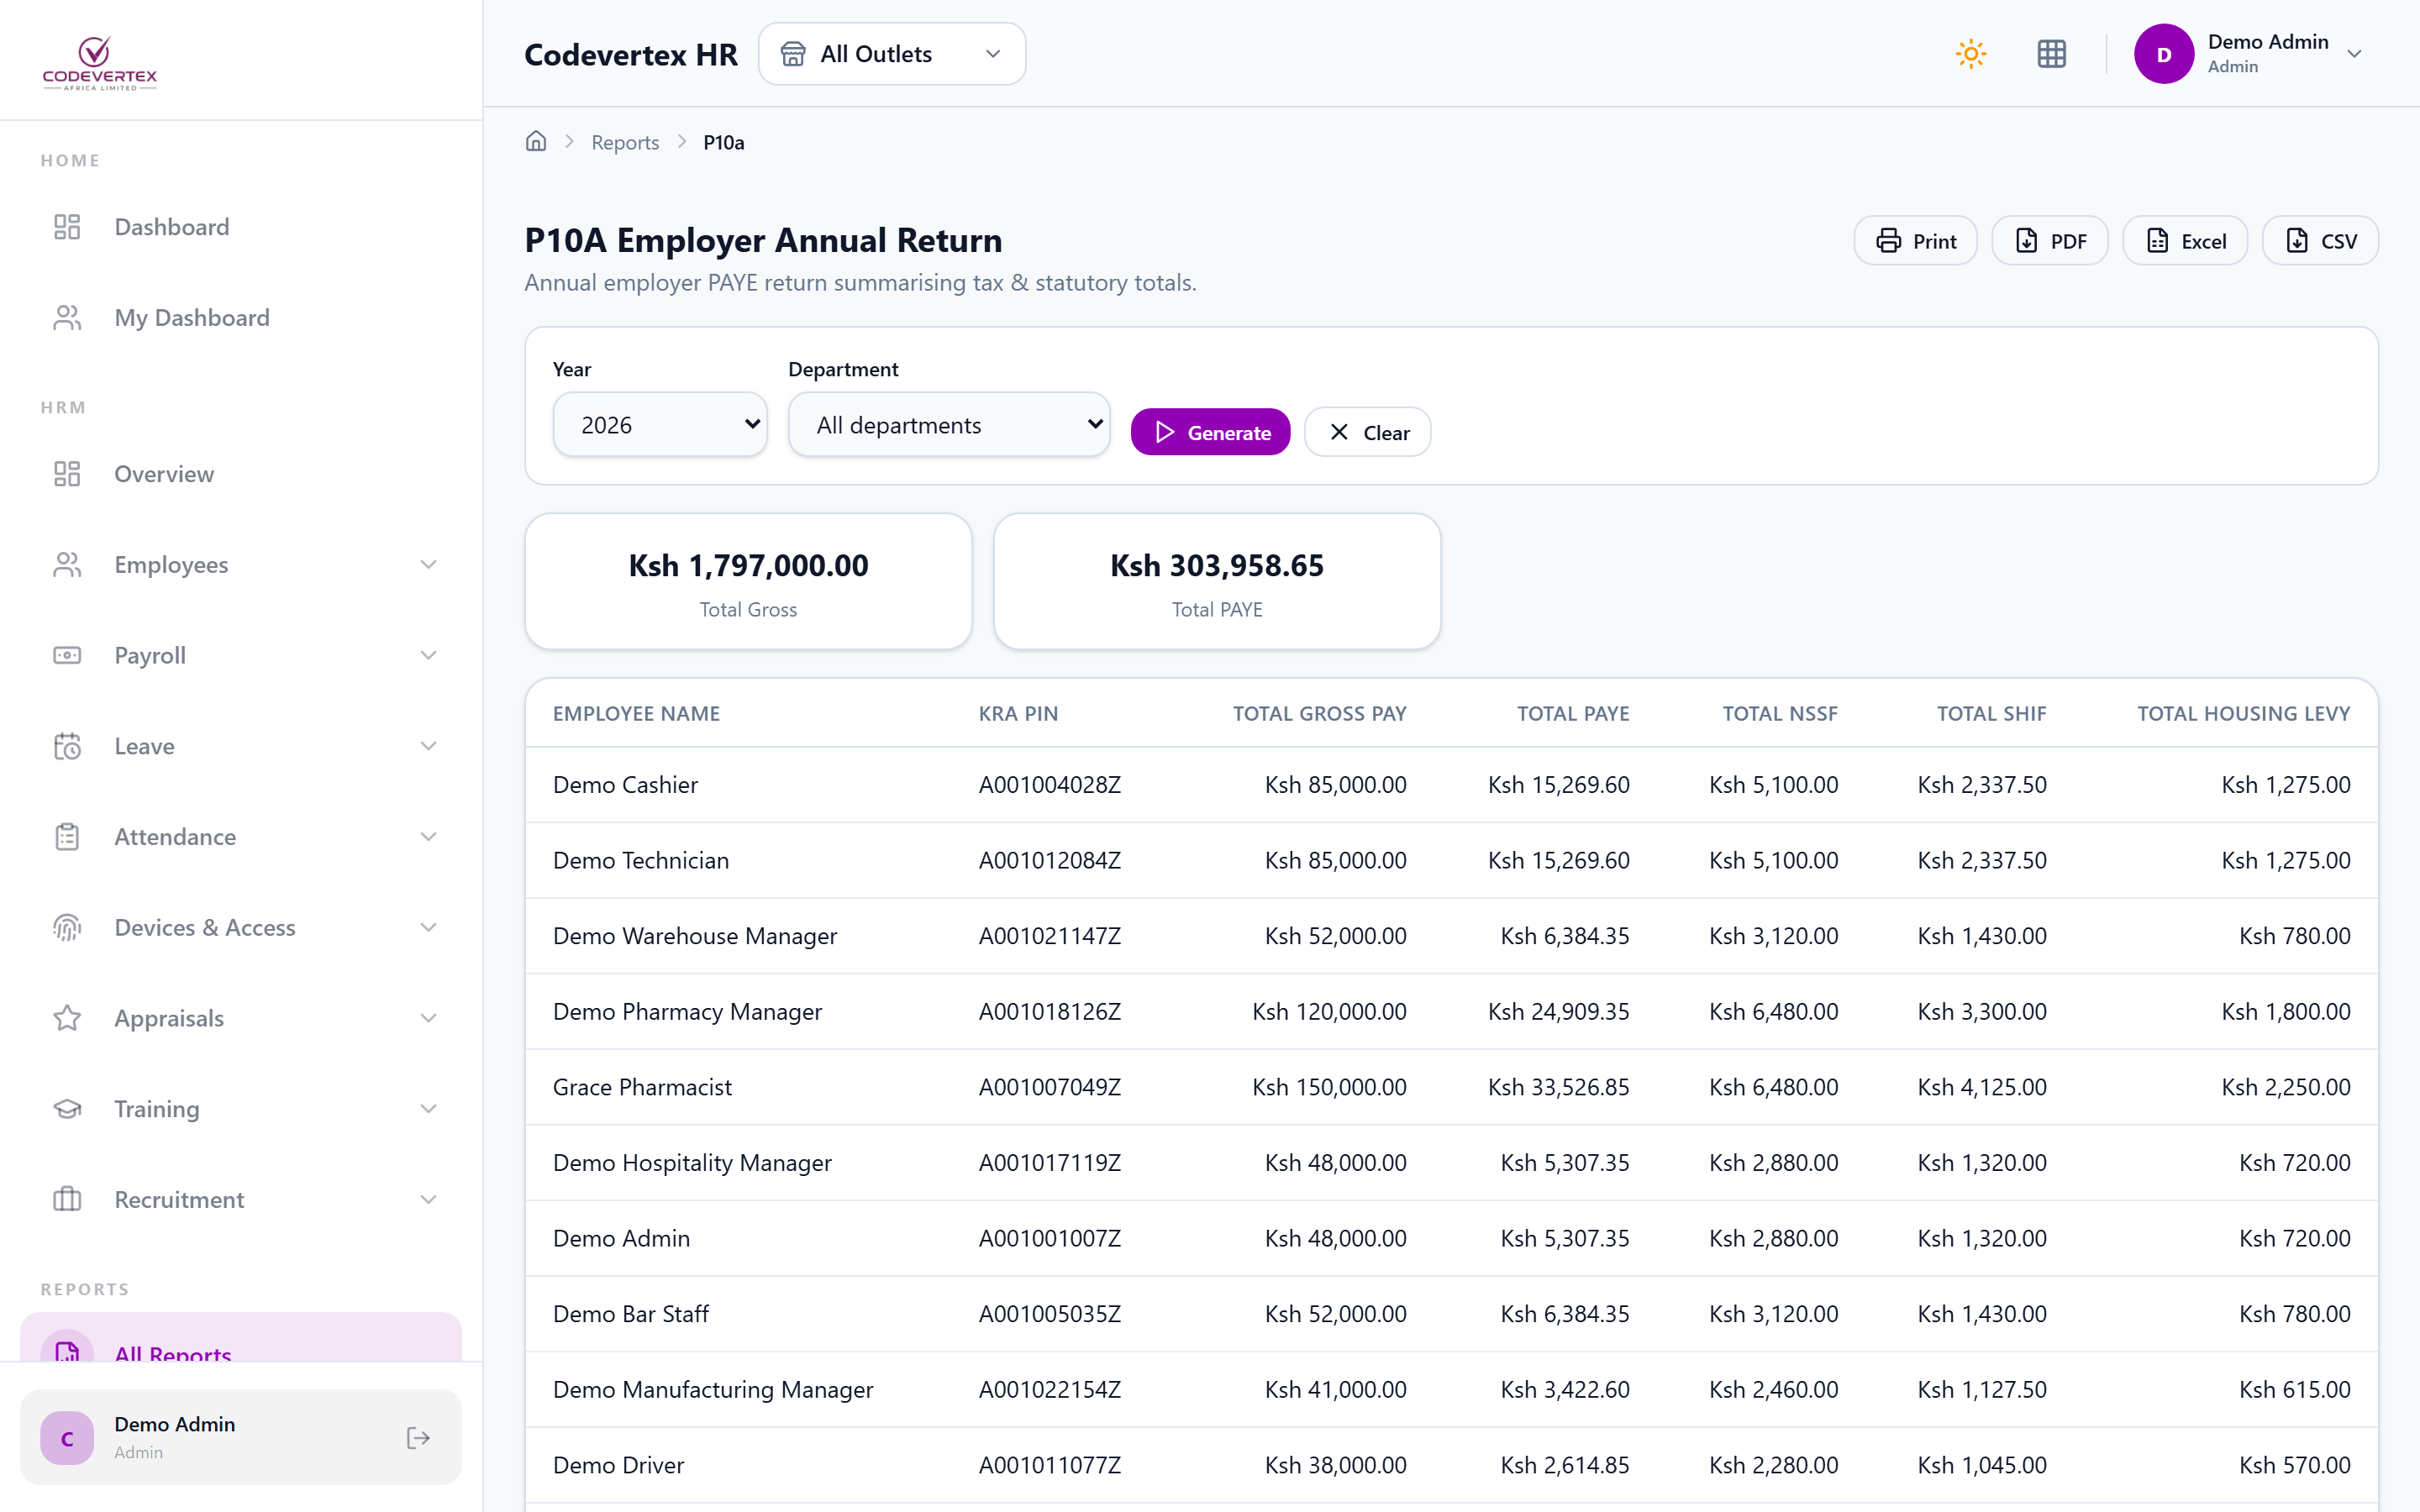 CODEVERTEX
AFRICA LIMITED
HOME
Dashboard
My Dashboard
HRM
Overview
Employees
Payroll
Leave
Attendance
Devices & Access
Appraisals
Training
Recruitment
REPORTS
All Reports
C
Demo Admin
Admin
Codevertex HR
All Outlets
D
Demo Admin
Admin
Reports
P10a
P10A Employer Annual Return
Annual employer PAYE return summarising tax & statutory totals.
Print
PDF
Excel
CSV
Year
Department
2026
All departments
Generate
Clear
Ksh 1,797,000.00
Total Gross
Ksh 303,958.65
Total PAYE
EMPLOYEE NAME KRA PIN TOTAL GROSS PAY TOTAL PAYE TOTAL NSSF TOTAL SHIF TOTAL HOUSING LEVY
Demo Cashier A001004028Z Ksh 85,000.00 Ksh 15,269.60 Ksh 5,100.00 Ksh 2,337.50 Ksh 1,275.00
Demo Technician A001012084Z Ksh 85,000.00 Ksh 15,269.60 Ksh 5,100.00 Ksh 2,337.50 Ksh 1,275.00
Demo Warehouse Manager A001021147Z Ksh 52,000.00 Ksh 6,384.35 Ksh 3,120.00 Ksh 1,430.00 Ksh 780.00
Demo Pharmacy Manager A001018126Z Ksh 120,000.00 Ksh 24,909.35 Ksh 6,480.00 Ksh 3,300.00 Ksh 1,800.00
Grace Pharmacist A001007049Z Ksh 150,000.00 Ksh 33,526.85 Ksh 6,480.00 Ksh 4,125.00 Ksh 2,250.00
Demo Hospitality Manager A001017119Z Ksh 48,000.00 Ksh 5,307.35 Ksh 2,880.00 Ksh 1,320.00 Ksh 720.00
Demo Admin A001001007Z Ksh 48,000.00 Ksh 5,307.35 Ksh 2,880.00 Ksh 1,320.00 Ksh 720.00
Demo Bar Staff A001005035Z Ksh 52,000.00 Ksh 6,384.35 Ksh 3,120.00 Ksh 1,430.00 Ksh 780.00
Demo Manufacturing Manager A001022154Z Ksh 41,000.00 Ksh 3,422.60 Ksh 2,460.00 Ksh 1,127.50 Ksh 615.00
Demo Driver A001011077Z Ksh 38,000.00 Ksh 2,614.85 Ksh 2,280.00 Ksh 1,045.00 Ksh 570.00